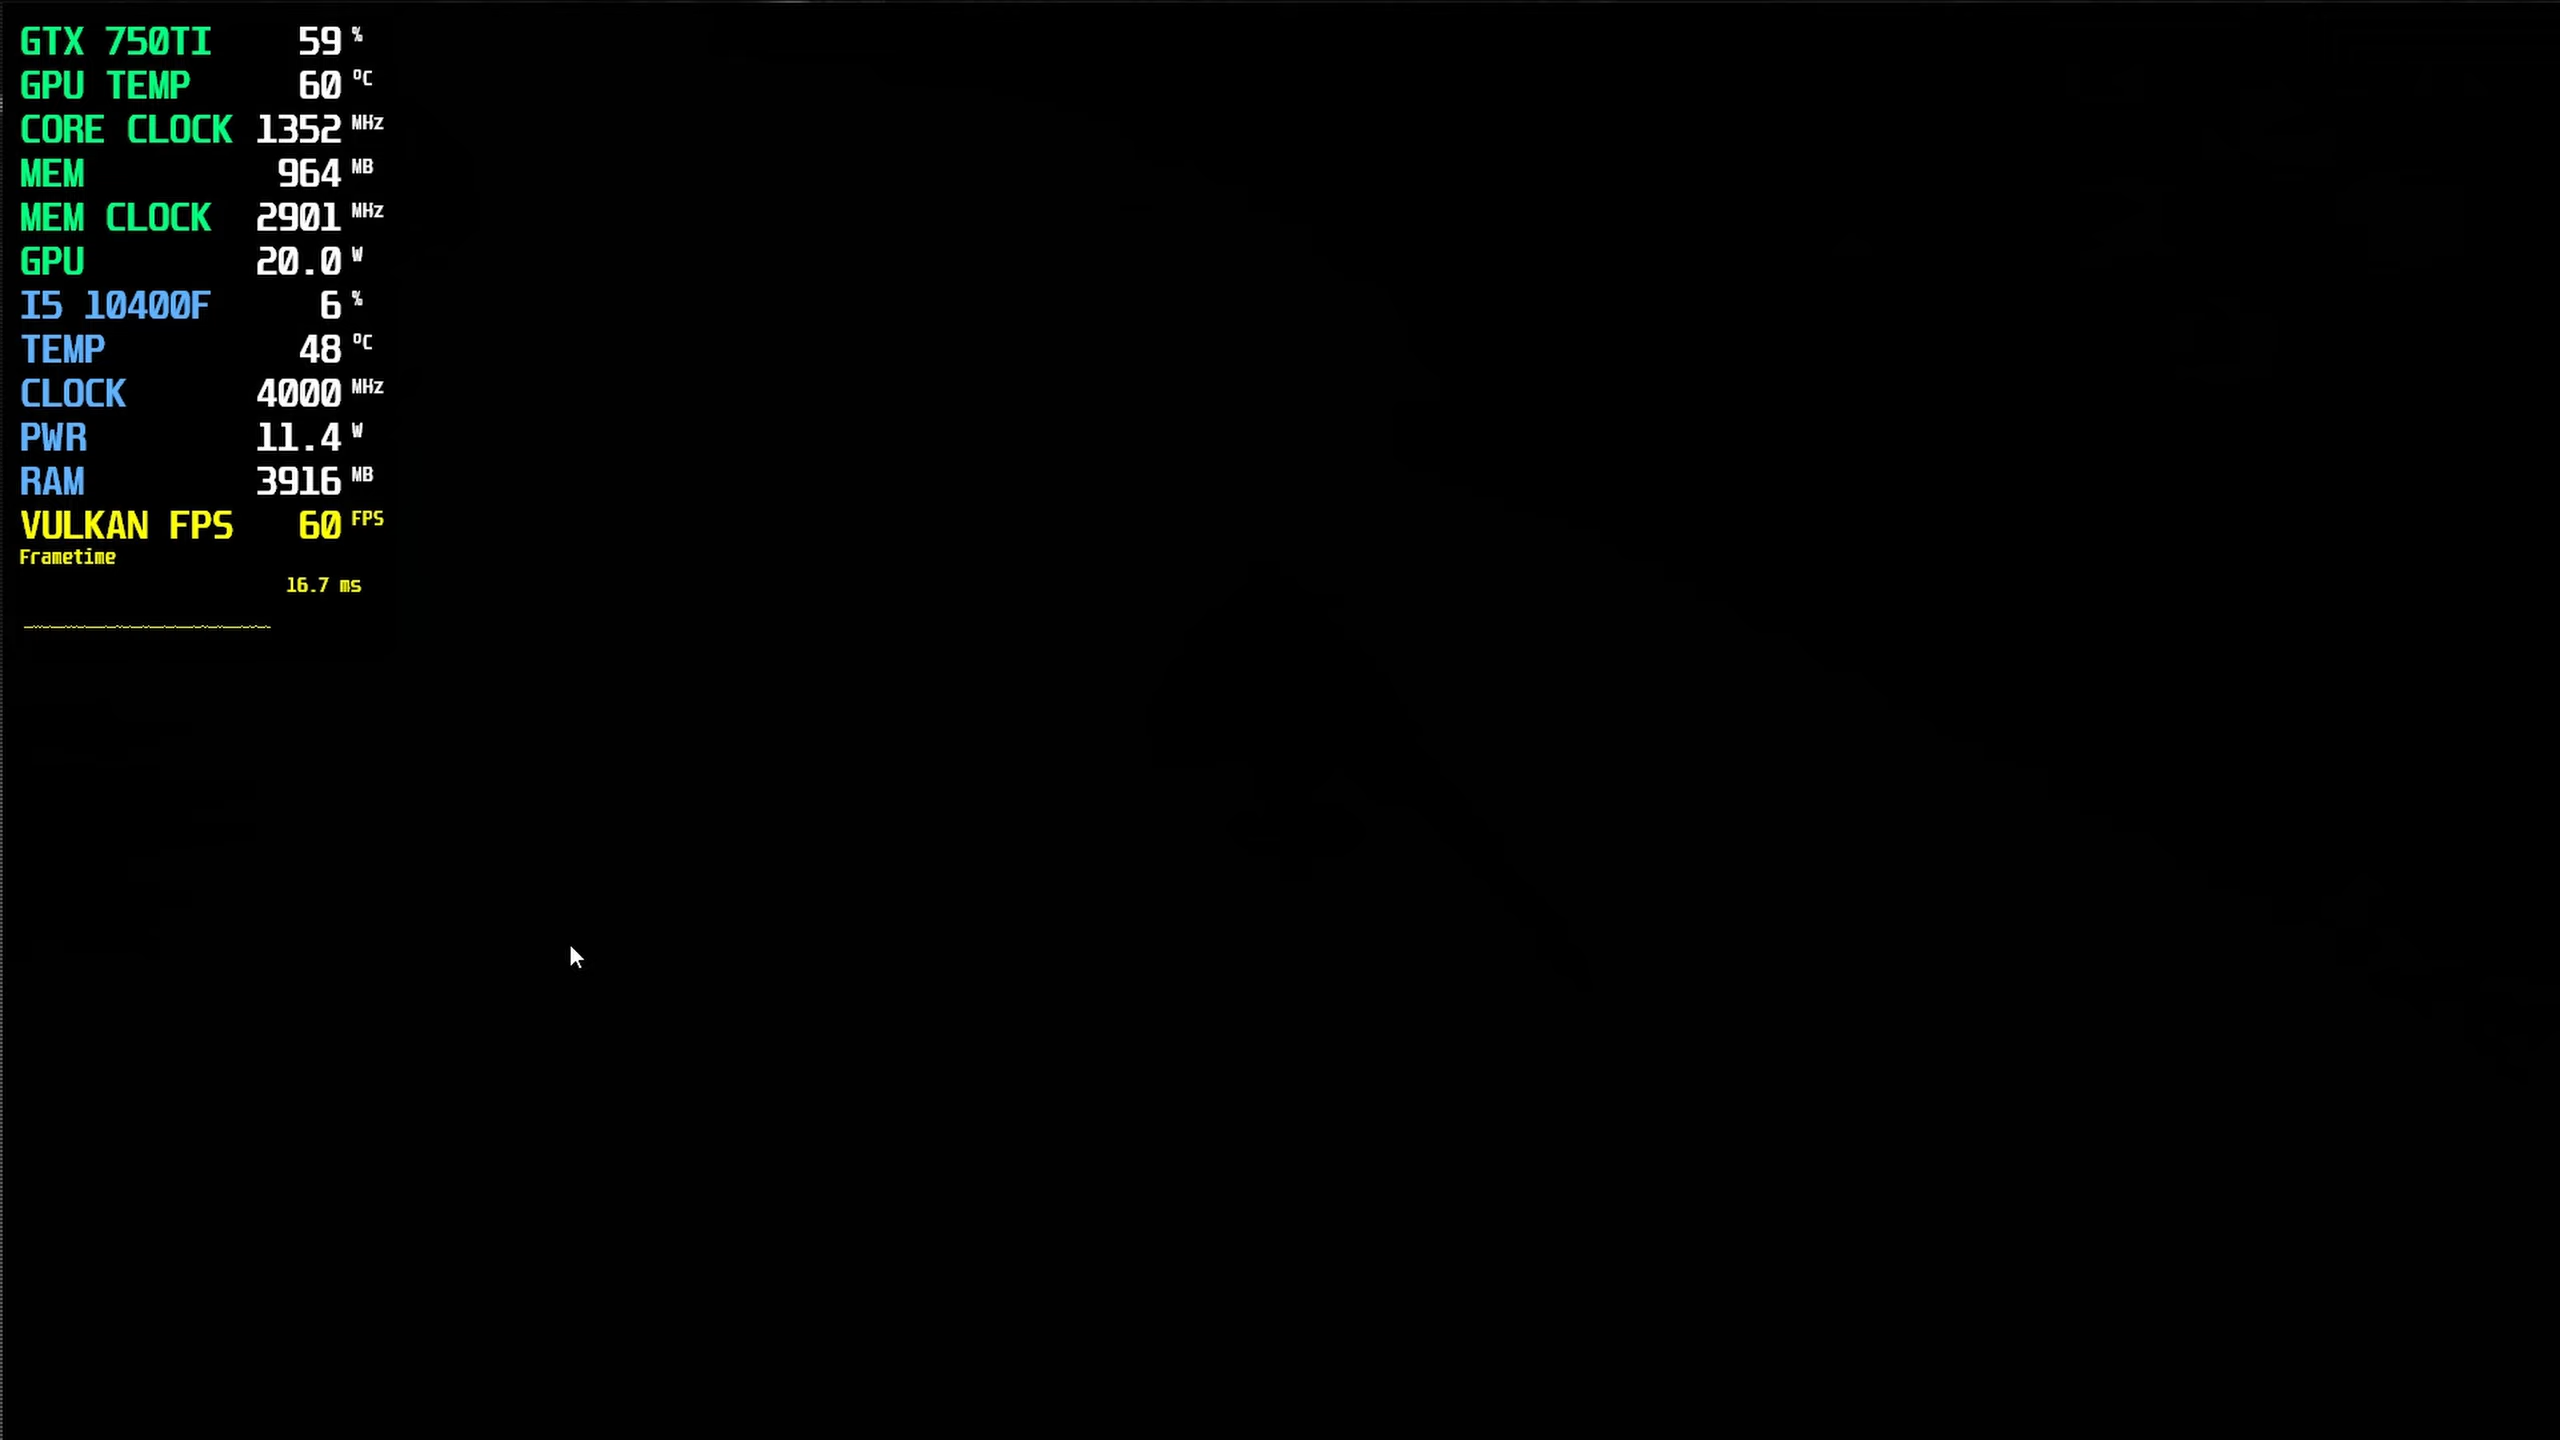 GTX 750TI 59 %
GPU TEMP 60 °C
CORE CLOCK 1352 MHz
MEM 964 MB
MEM CLOCK 2901 MHz
GPU 20.0 W
I5 10400F 6 %
TEMP 48 °C
CLOCK 4000 MHz
PWR 11.4 W
RAM 3916 MB
VULKAN FPS 60 FPS
Frametime
16.7 ms